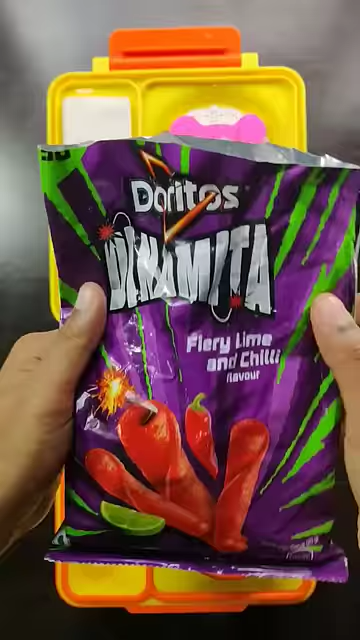 Doritos
DINAMITA
Fiery Lime
and Chilli
flavour